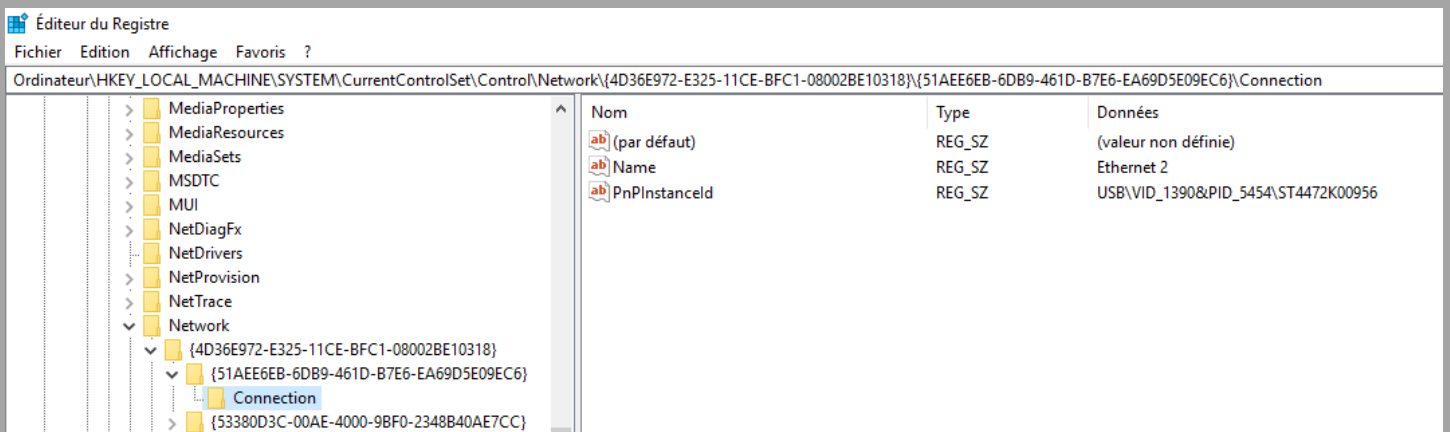 Éditeur du Registre
Fichier Edition Affichage Favoris ?
Ordinateur\HKEY_LOCAL_MACHINE\SYSTEM\CurrentControlSet\Control\Network\{4D36E972-E325-11CE-BFC1-08002BE10318}\{51AEE6EB-6DB9-461D-B7E6-EA69D5E09EC6}\Connection
MediaProperties
MediaResources
MediaSets
MSDTC
MUI
NetDiagFx
NetDrivers
NetProvision
NetTrace
Network
{4D36E972-E325-11CE-BFC1-08002BE10318}
{51AEE6EB-6DB9-461D-B7E6-EA69D5E09EC6}
Connection
{53380D3C-00AE-4000-9BF0-2348B40AE7CC}
Nom Type Données
ab (par défaut) REG_SZ (valeur non définie)
ab Name REG_SZ Ethernet 2
ab PnPInstanceId REG_SZ USB\VID_1390&PID_5454\ST4472K00956